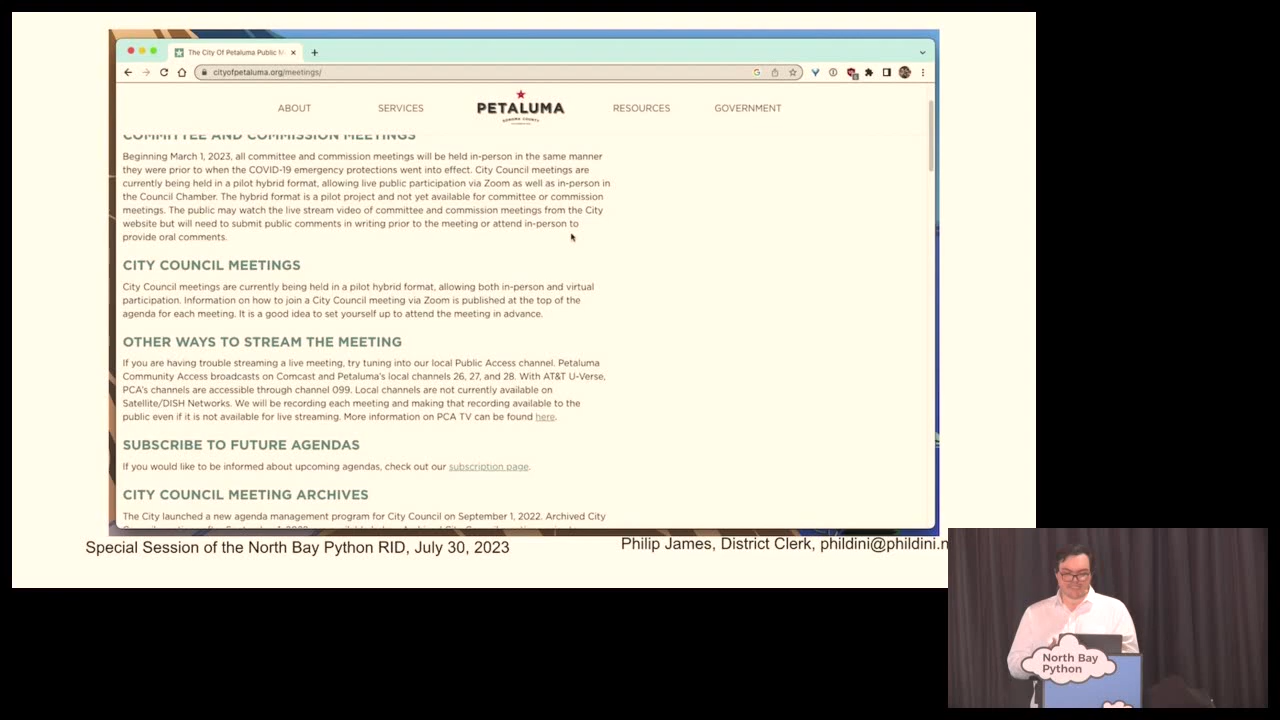 The City Of Petaluma Public M
cityofpetaluma.org/meetings/
ABOUT
SERVICES
PETALUMA
SONOMA COUNTY
RESOURCES
GOVERNMENT
COMMITTEE AND COMMISSION MEETINGS
Beginning March 1, 2023, all committee and commission meetings will be held in-person in the same manner
they were prior to when the COVID-19 emergency protections went into effect. City Council meetings are
currently being held in a pilot hybrid format, allowing live public participation via Zoom as well as in-person in
the Council Chamber. The hybrid format is a pilot project and not yet available for committee or commission
meetings. The public may watch the live stream video of committee and commission meetings from the City
website but will need to submit public comments in writing prior to the meeting or attend in-person to
provide oral comments.
CITY COUNCIL MEETINGS
City Council meetings are currently being held in a pilot hybrid format, allowing both in-person and virtual
participation. Information on how to join a City Council meeting via Zoom is published at the top of the
agenda for each meeting. It is a good idea to set yourself up to attend the meeting in advance.
OTHER WAYS TO STREAM THE MEETING
If you are having trouble streaming a live meeting, try tuning into our local Public Access channel. Petaluma
Community Access broadcasts on Comcast and Petaluma's local channels 26, 27, and 28. With AT&T U-Verse,
PCA's channels are accessible through channel 099. Local channels are not currently available on
Satellite/DISH Networks. We will be recording each meeting and making that recording available to the
public even if it is not available for live streaming. More information on PCA TV can be found here.
SUBSCRIBE TO FUTURE AGENDAS
If you would like to be informed about upcoming agendas, check out our subscription page.
CITY COUNCIL MEETING ARCHIVES
The City launched a new agenda management program for City Council on September 1, 2022. Archived City
Special Session of the North Bay Python RID, July 30, 2023
Philip James, District Clerk, phildini@phildini.n
North Bay
Python